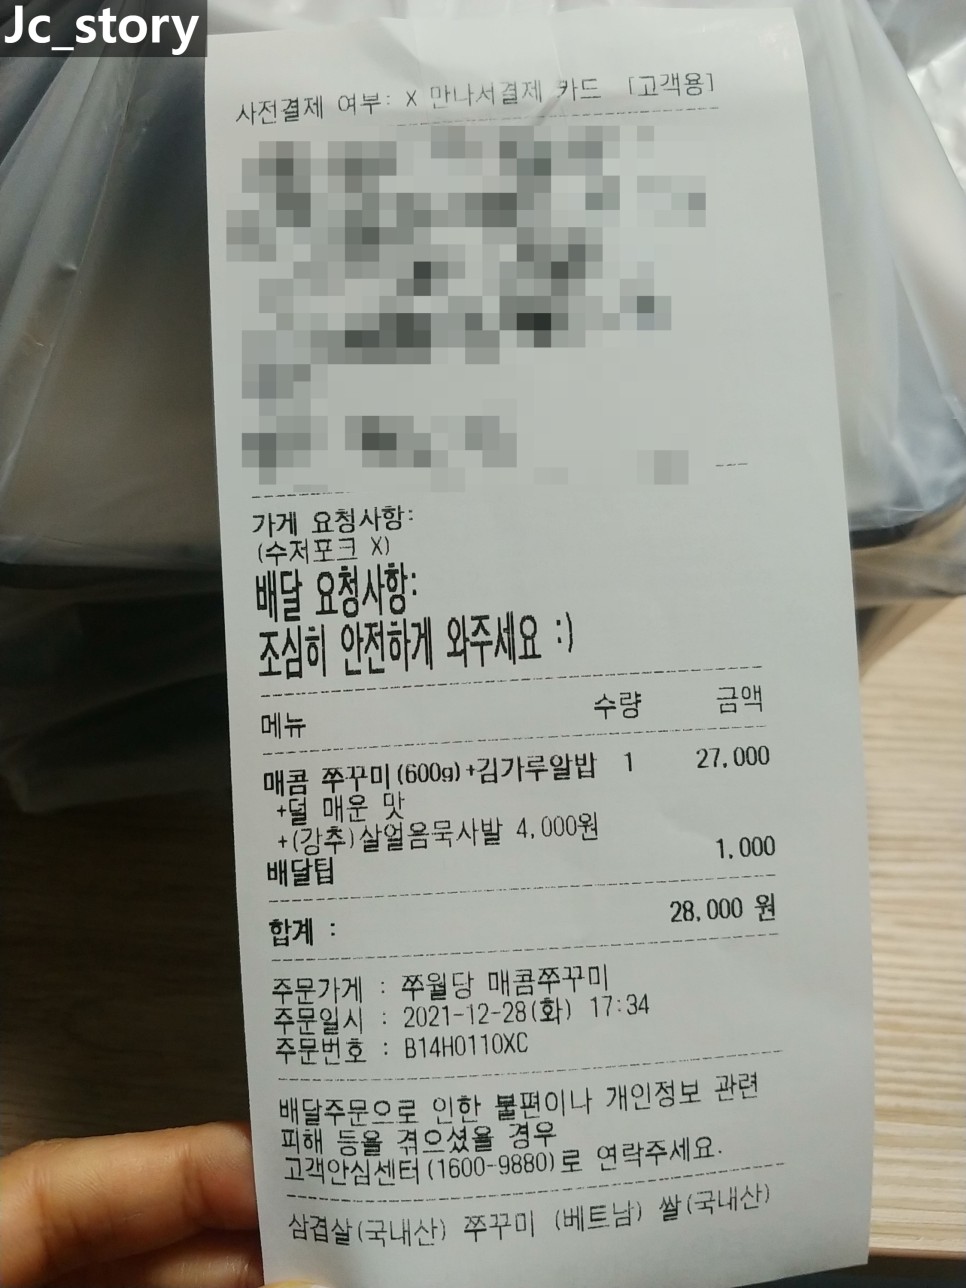 Jc_story
사전결제 여부: X 만나서결제 카드 [고객용]
가게 요청사항:
(수저포크 X)
배달 요청사항:
조심히 안전하게 와주세요 :)
메뉴 수량 금액
매콤 쭈꾸미(600g)+김가루알밥 1 27,000
+덜 매운 맛
+(강추)살얼음묵사발 4,000원
배달팁 1,000
합계 : 28,000 원
주문가게 : 쭈월당 매콤쭈꾸미
주문일시 : 2021-12-28(화) 17:34
주문번호 : B14H0110XC
배달주문으로 인한 불편이나 개인정보 관련
피해 등을 겪으셨을 경우
고객안심센터(1600-9880)로 연락주세요.
삼겹살(국내산) 쭈꾸미 (베트남) 쌀(국내산)